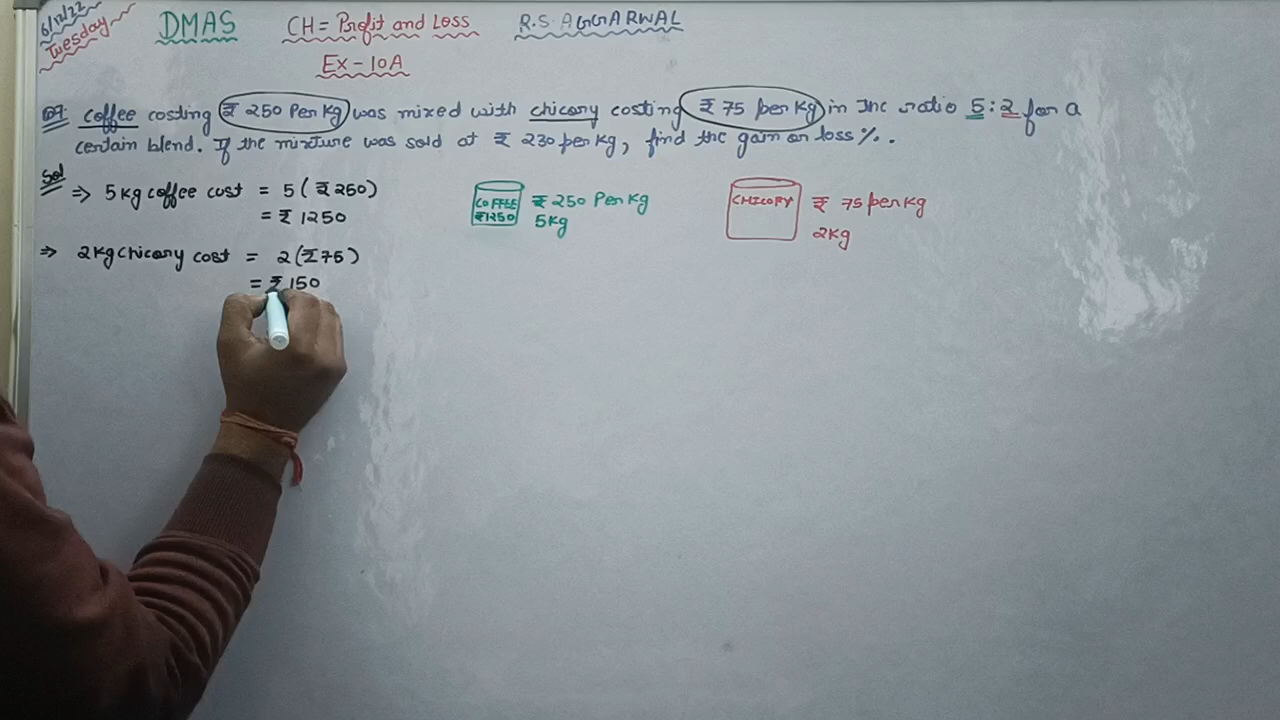 6/12/22
Tuesday
DMAS CH = Profit and Loss R.S. AGGARWAL
Ex-10A
coffee costing ₹ 250 Per Kg was mixed with chicory costing ₹ 75 per Kg in the ratio 5:2 for a
certain blend. If the mixture was sold at ₹ 230 per Kg, find the gain or loss %.
Sol
⇒ 5 Kg coffee cost = 5 ( ₹ 250)
= ₹ 1250
⇒ 2 Kg chicory cost = 2 (₹ 75)
= ₹ 150
COFFEE
₹1250
₹ 250 Per Kg
5Kg
CHICORY
₹ 75 per Kg
2Kg